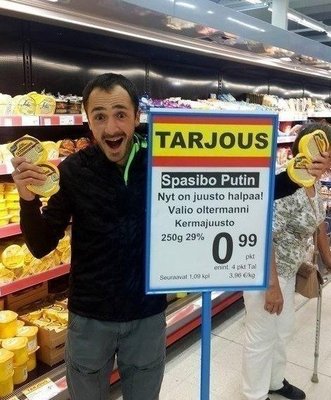 TARJOUS
Spasibo Putin
Nyt on juusto halpaa!
Valio oltermanni
Kermajuusto
250g 29%
0 99
pkt
enint. 4 pkt Tal
Seuraavat 1,09 kpl
3,96 €/kg